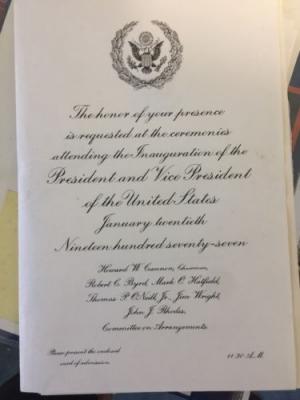 The honor of your presence
is requested at the ceremonies
attending the Inauguration of the
President and Vice President
of the United States
January twentieth
Nineteen hundred seventy-seven
Howard W. Cannon, Chairman,
Robert C. Byrd, Mark O. Hatfield,
Thomas P. O'Neill, Jr., Jim Wright,
John J. Rhodes,
Committee on Arrangements.
Please present the enclosed
card of admission.
11:30 A.M.